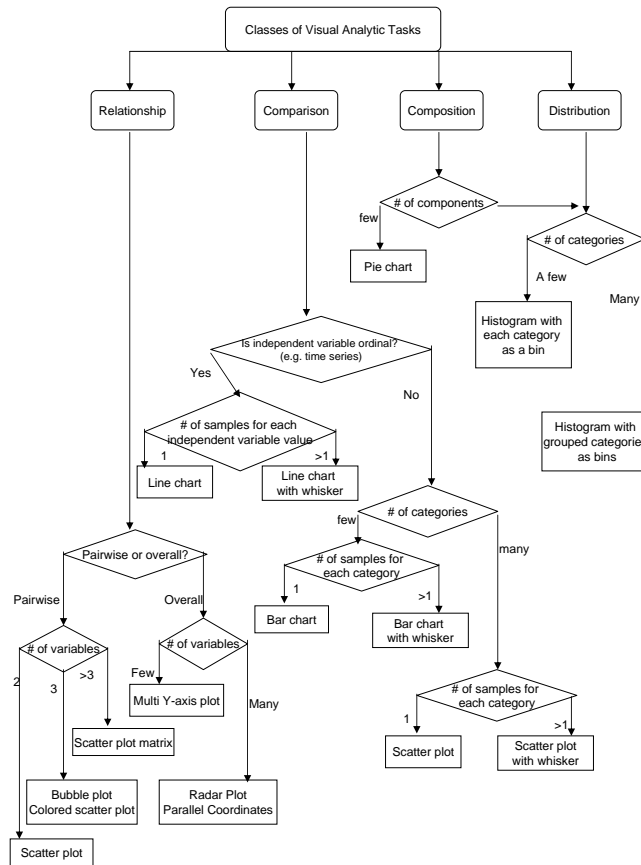 Classes of Visual Analytic Tasks
Relationship
Comparison
Composition
Distribution
# of components
few
Pie chart
# of categories
A few
Many
Histogram with
each category
as a bin
Histogram with
grouped categorie
as bins
Is independent variable ordinal?
(e.g. time series)
Yes
No
# of samples for each
independent variable value
1
>1
Line chart
Line chart
with whisker
# of categories
few
many
# of samples for
each category
1
>1
Bar chart
Bar chart
with whisker
# of samples for
each category
1
>1
Scatter plot
Scatter plot
with whisker
Pairwise or overall?
Pairwise
Overall
# of variables
2
3
>3
Scatter plot matrix
Bubble plot
Colored scatter plot
Scatter plot
# of variables
Few
Many
Multi Y-axis plot
Radar Plot
Parallel Coordinates